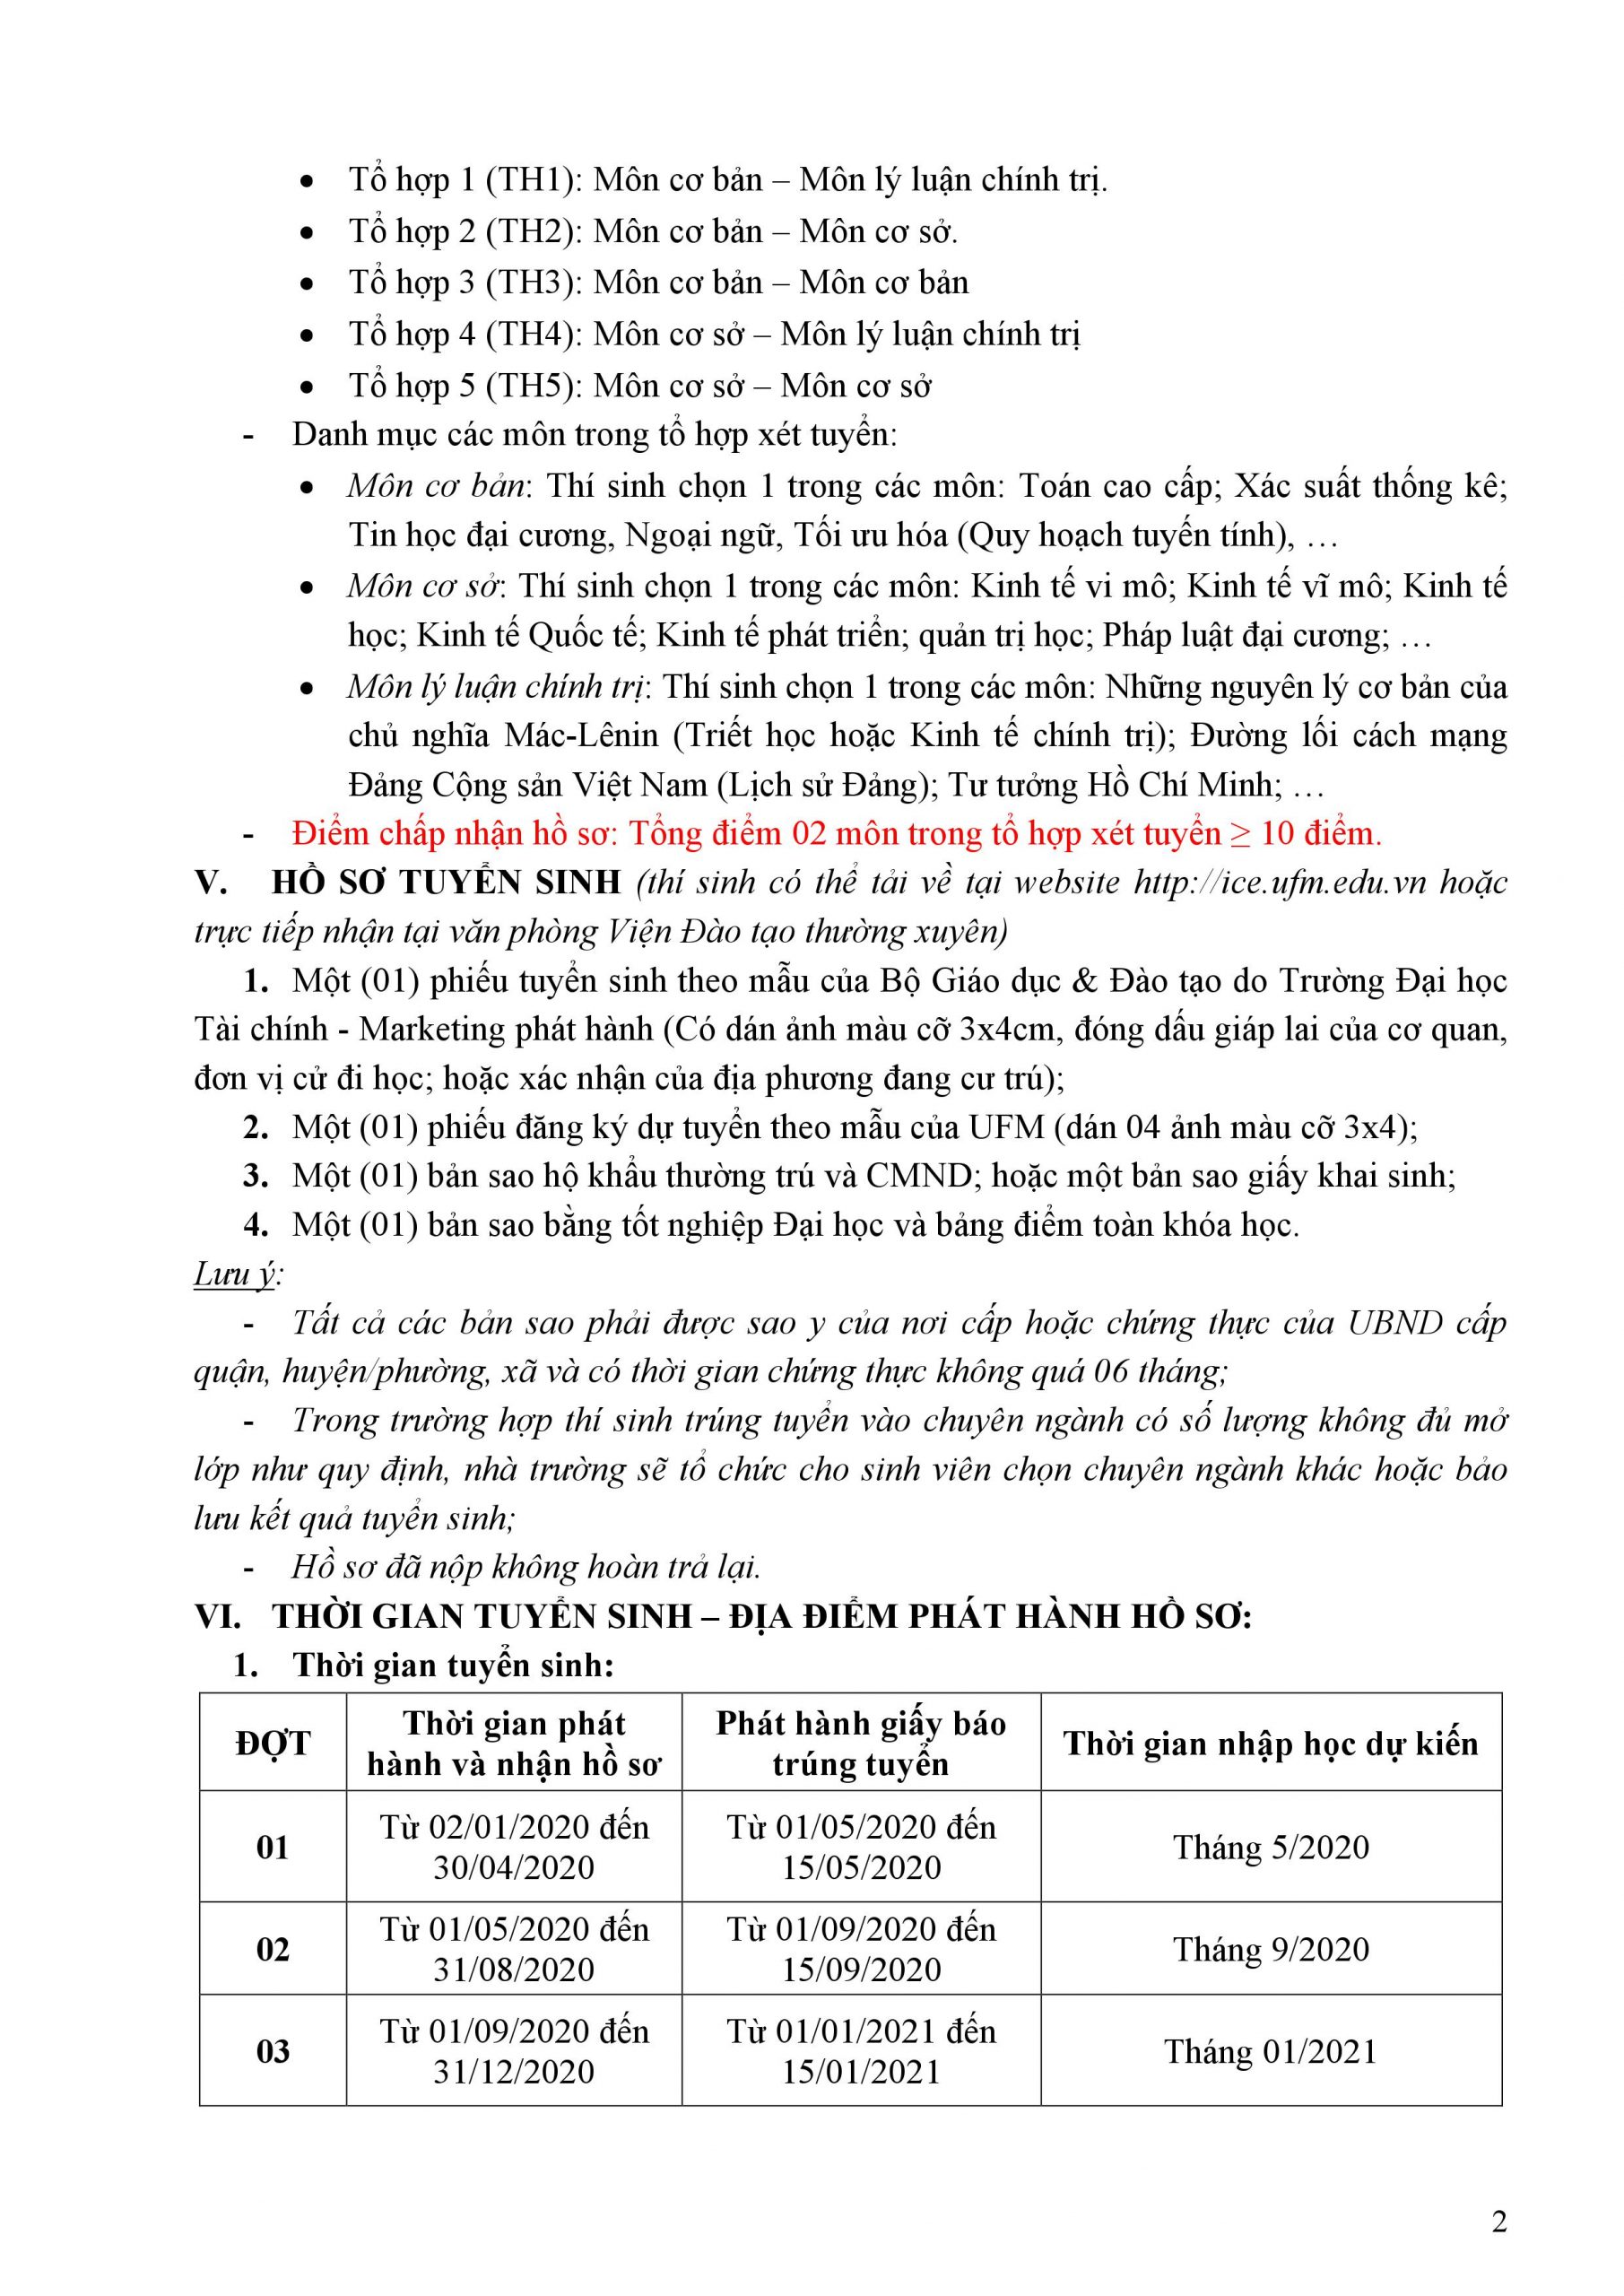 • Tổ hợp 1 (TH1): Môn cơ bản – Môn lý luận chính trị.
• Tổ hợp 2 (TH2): Môn cơ bản – Môn cơ sở.
• Tổ hợp 3 (TH3): Môn cơ bản – Môn cơ bản
• Tổ hợp 4 (TH4): Môn cơ sở – Môn lý luận chính trị
• Tổ hợp 5 (TH5): Môn cơ sở – Môn cơ sở
- Danh mục các môn trong tổ hợp xét tuyển:
• Môn cơ bản: Thí sinh chọn 1 trong các môn: Toán cao cấp; Xác suất thống kê;
Tin học đại cương, Ngoại ngữ, Tối ưu hóa (Quy hoạch tuyến tính), …
• Môn cơ sở: Thí sinh chọn 1 trong các môn: Kinh tế vi mô; Kinh tế vĩ mô; Kinh tế
học; Kinh tế Quốc tế; Kinh tế phát triển; quản trị học; Pháp luật đại cương; …
• Môn lý luận chính trị: Thí sinh chọn 1 trong các môn: Những nguyên lý cơ bản của
chủ nghĩa Mác-Lênin (Triết học hoặc Kinh tế chính trị); Đường lối cách mạng
Đảng Cộng sản Việt Nam (Lịch sử Đảng); Tư tưởng Hồ Chí Minh; …
- Điểm chấp nhận hồ sơ: Tổng điểm 02 môn trong tổ hợp xét tuyển ≥ 10 điểm.
V. HỒ SƠ TUYỂN SINH (thí sinh có thể tải về tại website http://ice.ufm.edu.vn hoặc
trực tiếp nhận tại văn phòng Viện Đào tạo thường xuyên)
1. Một (01) phiếu tuyển sinh theo mẫu của Bộ Giáo dục & Đào tạo do Trường Đại học
Tài chính - Marketing phát hành (Có dán ảnh màu cỡ 3x4cm, đóng dấu giáp lai của cơ quan,
đơn vị cử đi học; hoặc xác nhận của địa phương đang cư trú);
2. Một (01) phiếu đăng ký dự tuyển theo mẫu của UFM (dán 04 ảnh màu cỡ 3x4);
3. Một (01) bản sao hộ khẩu thường trú và CMND; hoặc một bản sao giấy khai sinh;
4. Một (01) bản sao bằng tốt nghiệp Đại học và bảng điểm toàn khóa học.
Lưu ý:
- Tất cả các bản sao phải được sao y của nơi cấp hoặc chứng thực của UBND cấp
quận, huyện/phường, xã và có thời gian chứng thực không quá 06 tháng;
- Trong trường hợp thí sinh trúng tuyển vào chuyên ngành có số lượng không đủ mở
lớp như quy định, nhà trường sẽ tổ chức cho sinh viên chọn chuyên ngành khác hoặc bảo
lưu kết quả tuyển sinh;
- Hồ sơ đã nộp không hoàn trả lại.
VI. THỜI GIAN TUYỂN SINH – ĐỊA ĐIỂM PHÁT HÀNH HỒ SƠ:
1. Thời gian tuyển sinh:
ĐỢT
Thời gian phát
hành và nhận hồ sơ
Phát hành giấy báo
trúng tuyển
Thời gian nhập học dự kiến
01
Từ 02/01/2020 đến
30/04/2020
Từ 01/05/2020 đến
15/05/2020
Tháng 5/2020
02
Từ 01/05/2020 đến
31/08/2020
Từ 01/09/2020 đến
15/09/2020
Tháng 9/2020
03
Từ 01/09/2020 đến
31/12/2020
Từ 01/01/2021 đến
15/01/2021
Tháng 01/2021
2